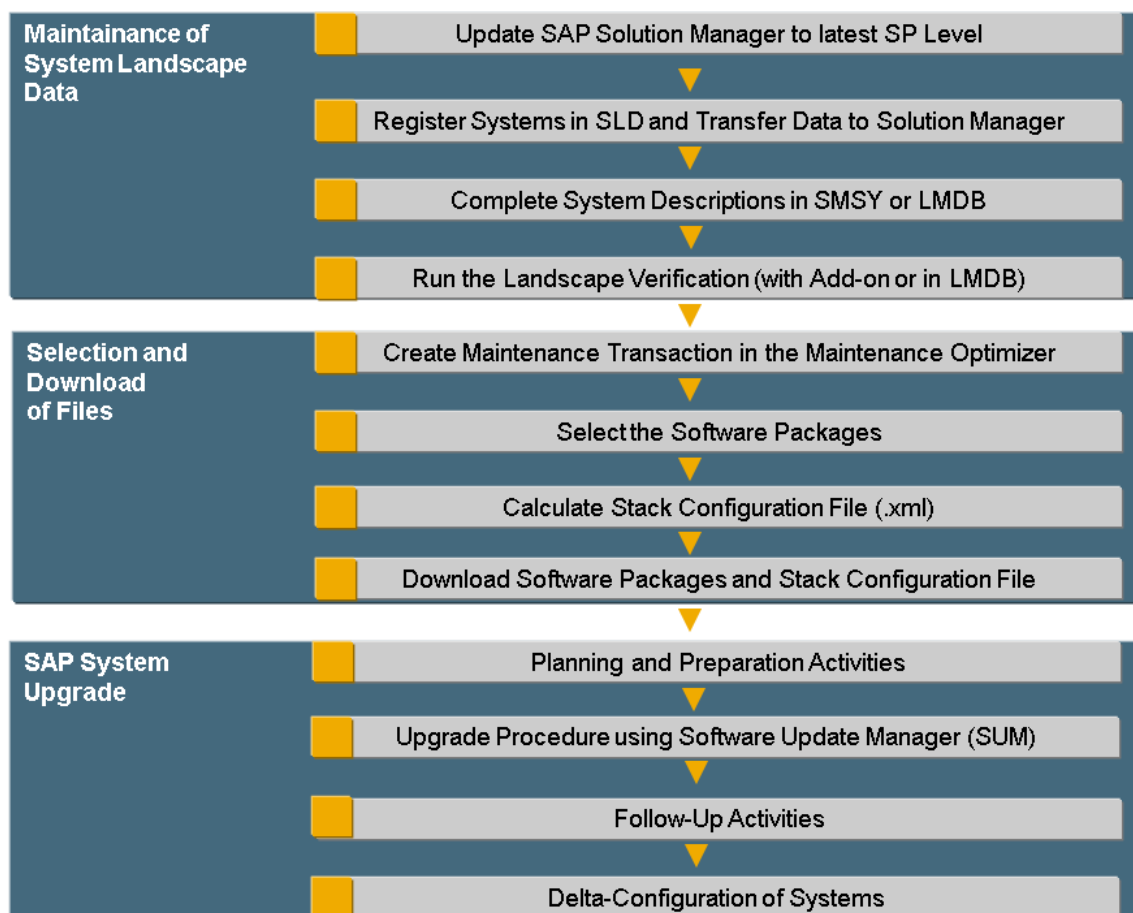 Maintainance of
System Landscape
Data
Update SAP Solution Manager to latest SP Level
Register Systems in SLD and Transfer Data to Solution Manager
Complete System Descriptions in SMSY or LMDB
Run the Landscape Verification (with Add-on or in LMDB)
Selection and
Download
of Files
Create Maintenance Transaction in the Maintenance Optimizer
Select the Software Packages
Calculate Stack Configuration File (.xml)
Download Software Packages and Stack Configuration File
SAP System
Upgrade
Planning and Preparation Activities
Upgrade Procedure using Software Update Manager (SUM)
Follow-Up Activities
Delta-Configuration of Systems